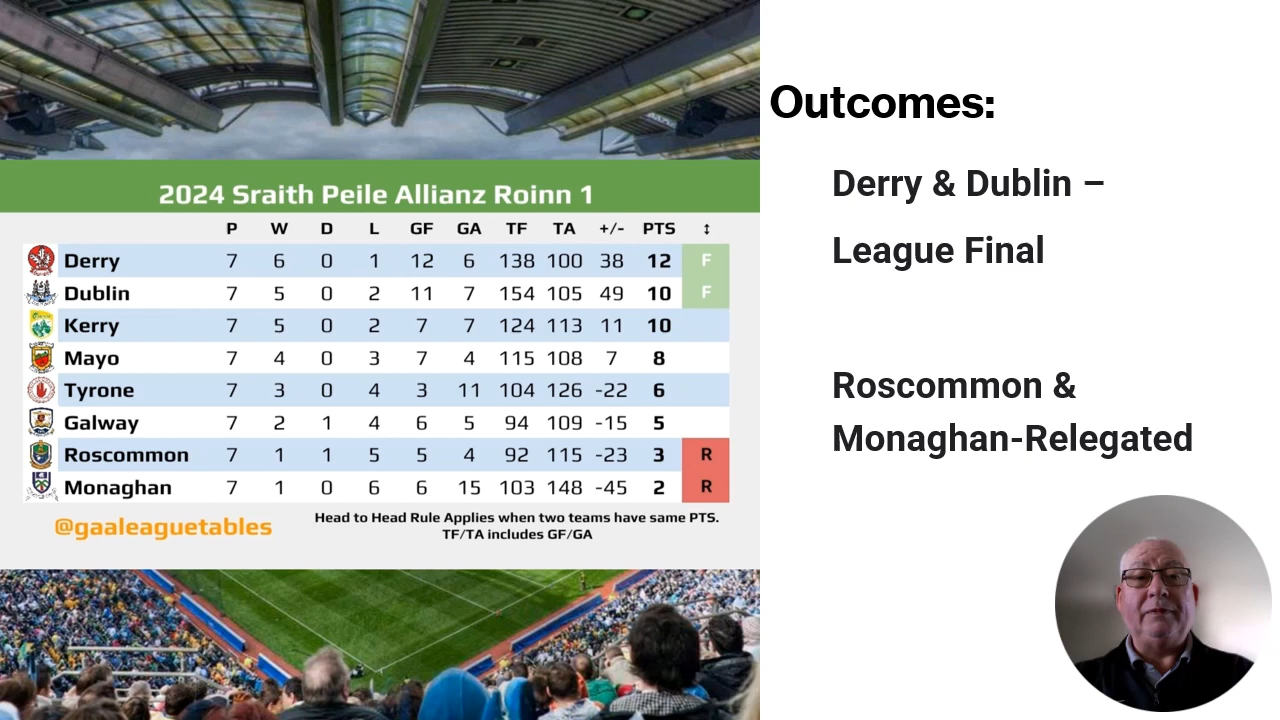 2024 Sraith Peile Allianz Roinn 1
P W D L GF GA TF TA +/- PTS ↕
Derry 7 6 0 1 12 6 138 100 38 12 F
Dublin 7 5 0 2 11 7 154 105 49 10 F
Kerry 7 5 0 2 7 7 124 113 11 10
Mayo 7 4 0 3 7 4 115 108 7 8
Tyrone 7 3 0 4 3 11 104 126 -22 6
Galway 7 2 1 4 6 5 94 109 -15 5
Roscommon 7 1 1 5 5 4 92 115 -23 3 R
Monaghan 7 1 0 6 6 15 103 148 -45 2 R
@gaaleaguetables
Head to Head Rule Applies when two teams have same PTS.
TF/TA includes GF/GA
Outcomes:
Derry & Dublin –
League Final
Roscommon &
Monaghan-Relegated